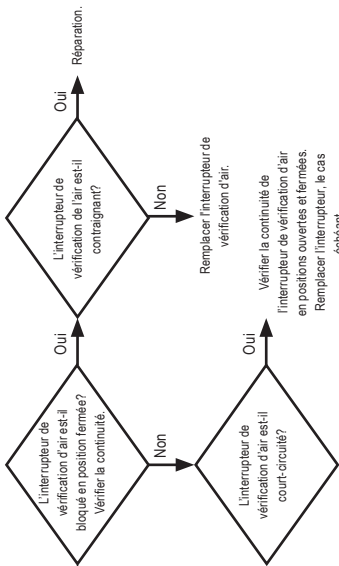 L'interrupteur de
vérification d'air est-il
bloqué en position fermée?
Vérifier la continuité.
Oui
L'interrupteur de
vérification de l'air est-il
contraignant?
Oui
Réparation.
Non
Remplacer l'interrupteur de
vérification d'air.
Non
L'interrupteur de
vérification d'air est-il
court-circuité?
Oui
Vérifier la continuité de
l'interrupteur de vérification d'air
en positions ouvertes et fermées.
Remplacer l'interrupteur, le cas
échéant.